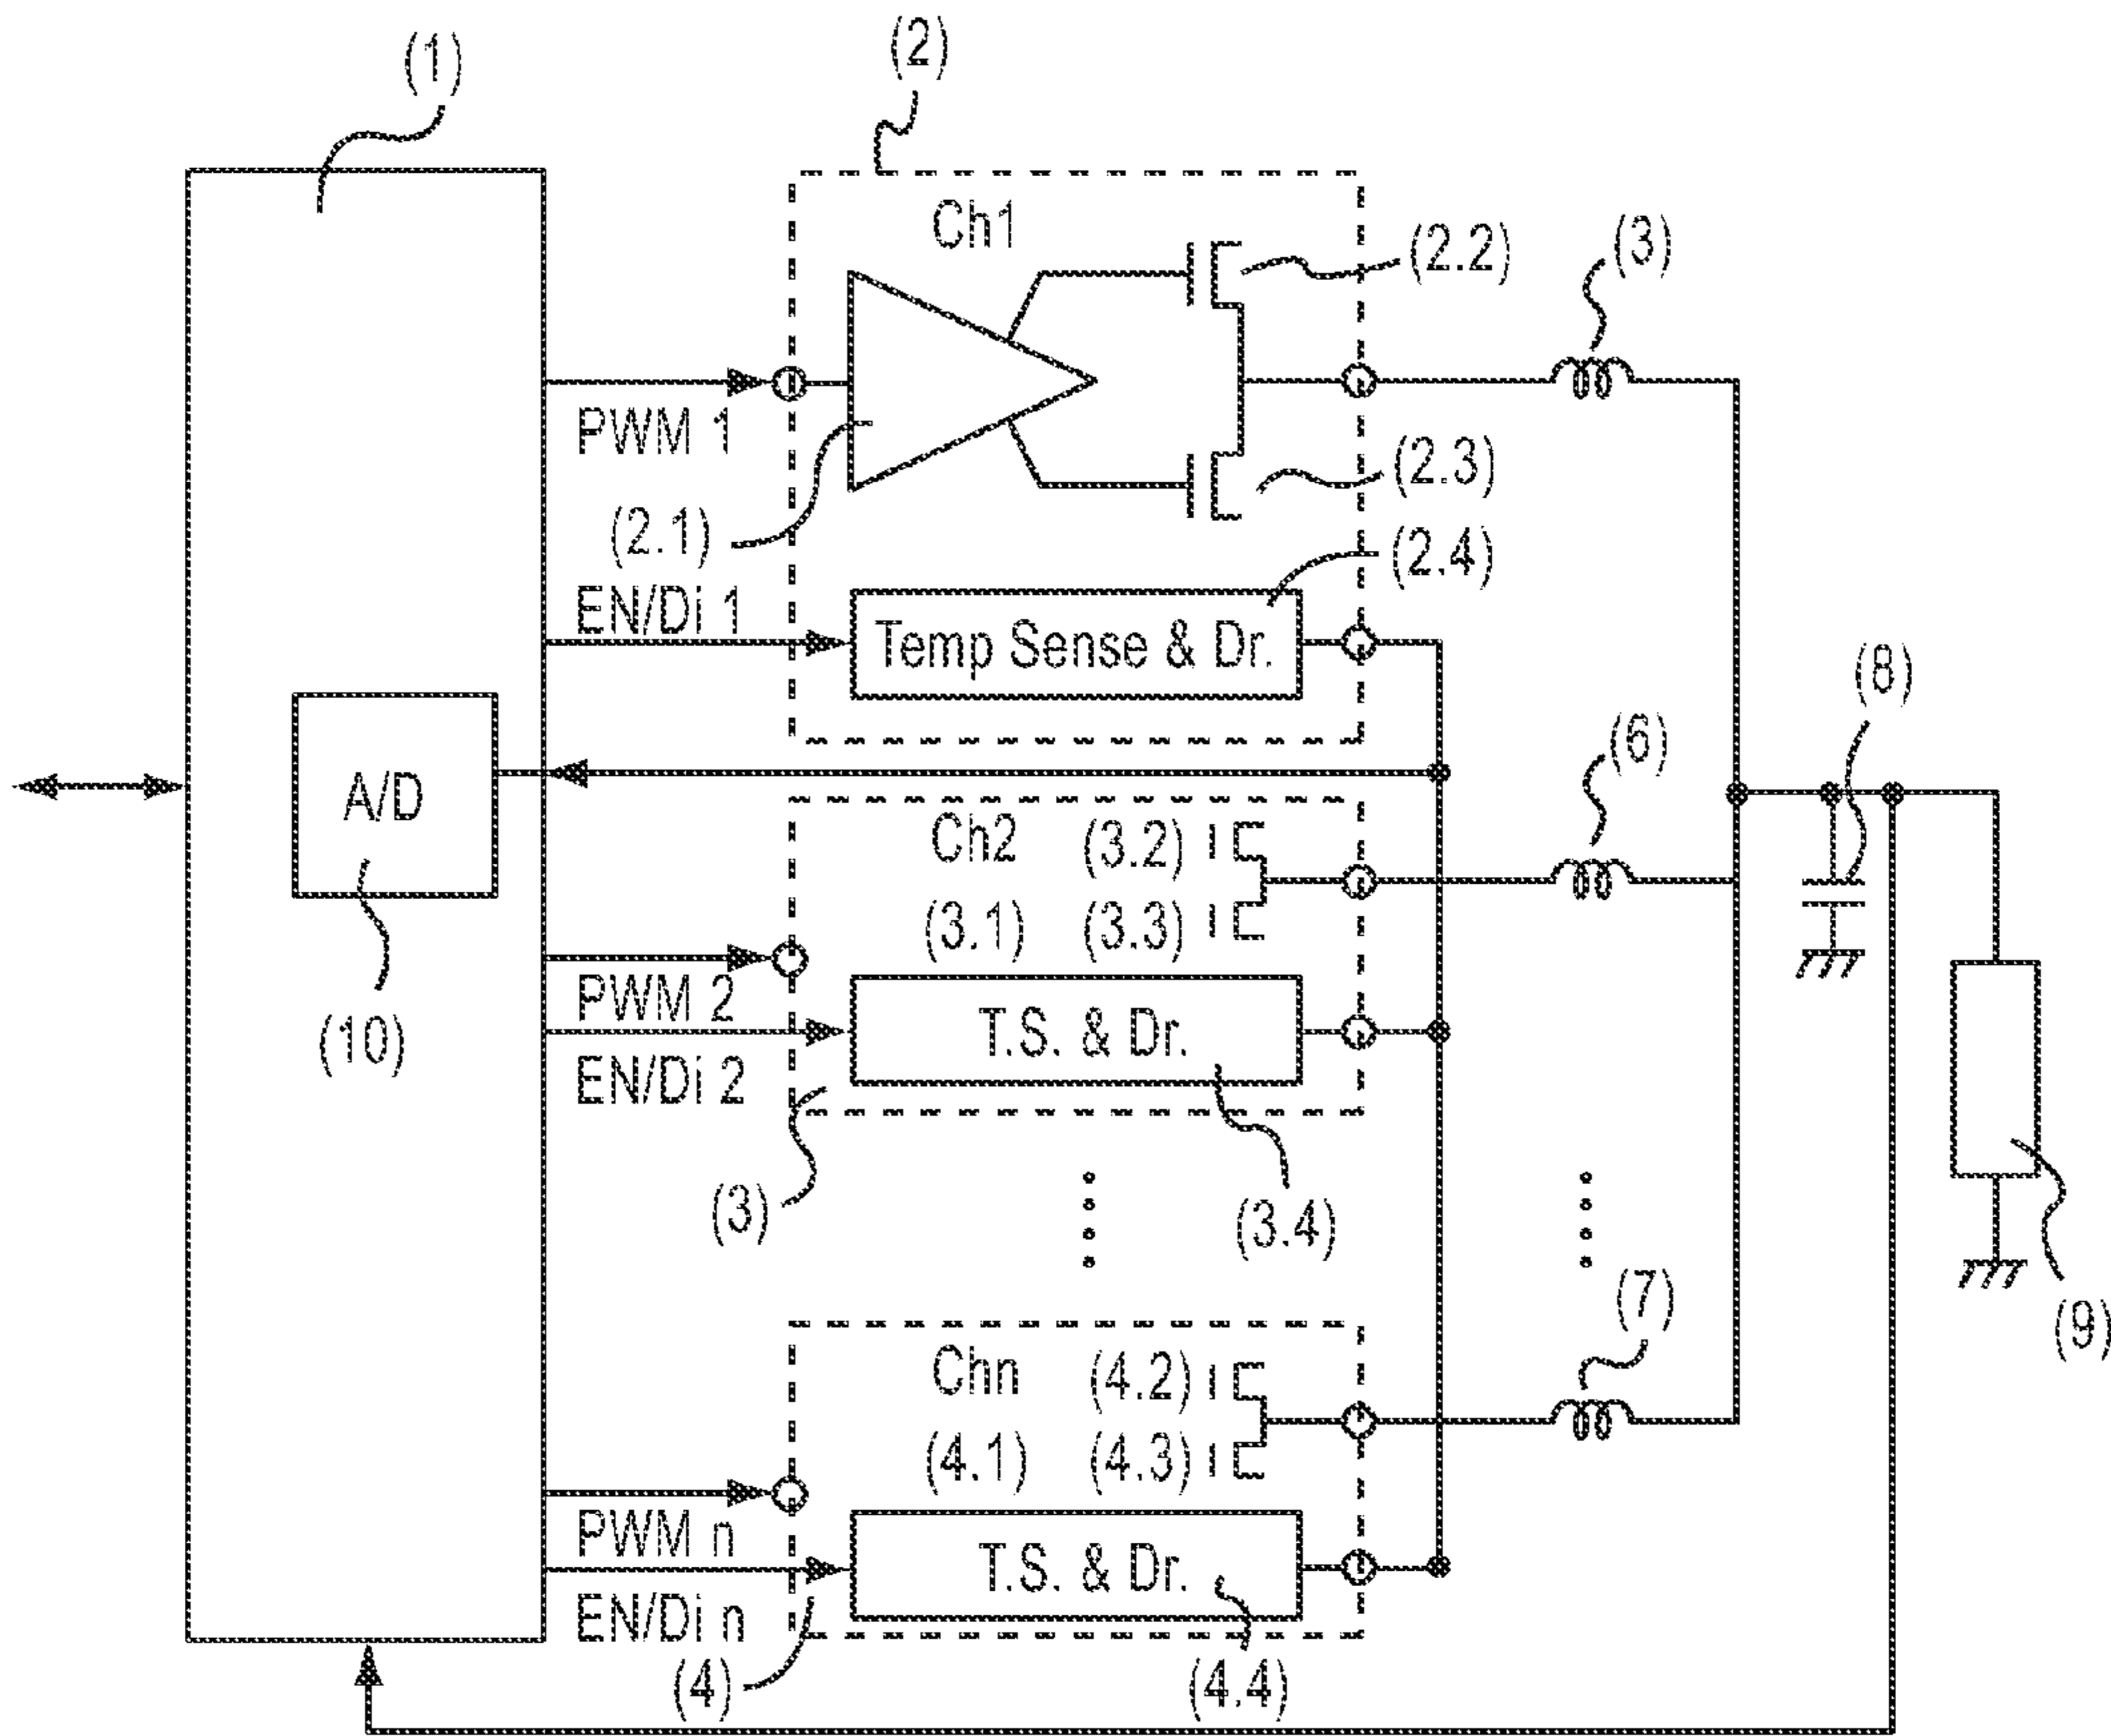 (1)
(2)
Ch1
(2.2)
(3)
PWM 1
(2.3)
(2.1)
(2.4)
EN/Di 1
Temp Sense & Dr.
(8)
(6)
A/D
Ch2
(3.2)
(3.1)
(3.3)
PWM 2
(10)
T.S. & Dr.
EN/Di 2
(3)
(3.4)
(7)
(9)
Chn
(4.2)
(4.1)
(4.3)
PWM n
T.S. & Dr.
EN/Di n
(4)
(4.4)